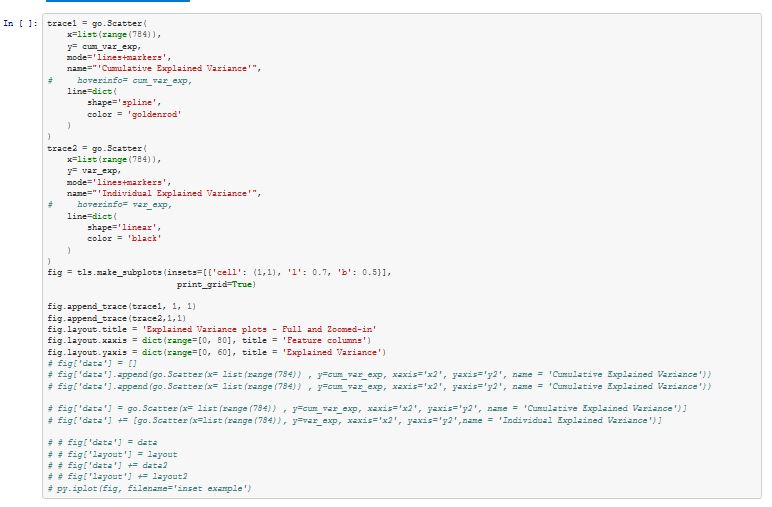 In [ ]: trace1 = go.Scatter(
x=list(range(784)),
y= cum_var_exp,
mode='lines+markers',
name="'Cumulative Explained Variance'",
# hoverinfo= cum_var_exp,
line=dict(
shape='spline',
color = 'goldenrod'
)
)
trace2 = go.Scatter(
x=list(range(784)),
y= var_exp,
mode='lines+markers',
name="'Individual Explained Variance'",
# hoverinfo= var_exp,
line=dict(
shape='linear',
color = 'black'
)
)
fig = tls.make_subplots(insets=[{'cell': (1,1), 'l': 0.7, 'b': 0.5}],
print_grid=True)
fig.append_trace(trace1, 1, 1)
fig.append_trace(trace2,1,1)
fig.layout.title = 'Explained Variance plots - Full and Zoomed-in'
fig.layout.xaxis = dict(range=[0, 80], title = 'Feature columns')
fig.layout.yaxis = dict(range=[0, 60], title = 'Explained Variance')
# fig['data'] = []
# fig['data'].append(go.Scatter(x= list(range(784)) , y=cum_var_exp, xaxis='x2', yaxis='y2', name = 'Cumulative Explained Variance'))
# fig['data'].append(go.Scatter(x= list(range(784)) , y=cum_var_exp, xaxis='x2', yaxis='y2', name = 'Cumulative Explained Variance'))
# fig['data'] = go.Scatter(x= list(range(784)) , y=cum_var_exp, xaxis='x2', yaxis='y2', name = 'Cumulative Explained Variance')]
# fig['data'] += [go.Scatter(x=list(range(784)), y=var_exp, xaxis='x2', yaxis='y2',name = 'Individual Explained Variance')]
# # fig['data'] = data
# # fig['layout'] = layout
# # fig['data'] += data2
# # fig['layout'] += layout2
# py.iplot(fig, filename='inset example')